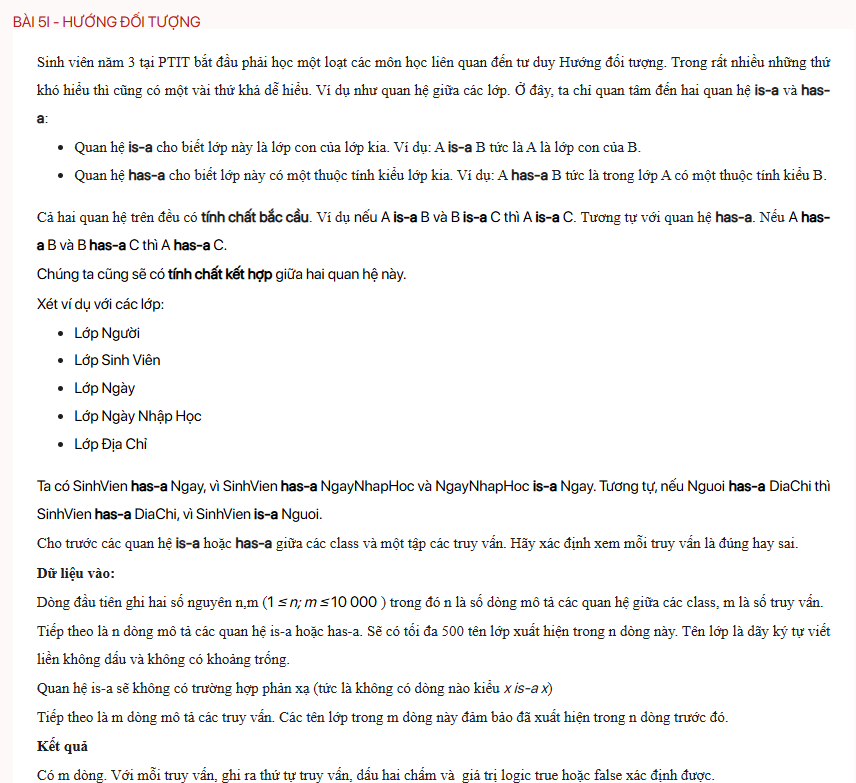 BÀI 5I - HƯỚNG ĐỐI TƯỢNG
Sinh viên năm 3 tại PTIT bắt đầu phải học một loạt các môn học liên quan đến tư duy Hướng đối tượng. Trong rất nhiều những thứ
khó hiểu thì cũng có một vài thứ khá dễ hiểu. Ví dụ như quan hệ giữa các lớp. Ở đây, ta chỉ quan tâm đến hai quan hệ is-a và has-
a:
• Quan hệ is-a cho biết lớp này là lớp con của lớp kia. Ví dụ: A is-a B tức là A là lớp con của B.
• Quan hệ has-a cho biết lớp này có một thuộc tính kiểu lớp kia. Ví dụ: A has-a B tức là trong lớp A có một thuộc tính kiểu B.
Cả hai quan hệ trên đều có tính chất bắc cầu. Ví dụ nếu A is-a B và B is-a C thì A is-a C. Tương tự với quan hệ has-a. Nếu A has-
a B và B has-a C thì A has-a C.
Chúng ta cũng sẽ có tính chất kết hợp giữa hai quan hệ này.
Xét ví dụ với các lớp:
• Lớp Người
• Lớp Sinh Viên
• Lớp Ngày
• Lớp Ngày Nhập Học
• Lớp Địa Chỉ
Ta có SinhVien has-a Ngay, vì SinhVien has-a NgayNhapHoc và NgayNhapHoc is-a Ngay. Tương tự, nếu Nguoi has-a DiaChi thì
SinhVien has-a DiaChi, vì SinhVien is-a Nguoi.
Cho trước các quan hệ is-a hoặc has-a giữa các class và một tập các truy vấn. Hãy xác định xem mỗi truy vấn là đúng hay sai.
Dữ liệu vào:
Dòng đầu tiên ghi hai số nguyên n,m (1 ≤ n; m ≤ 10 000 ) trong đó n là số dòng mô tả các quan hệ giữa các class, m là số truy vấn.
Tiếp theo là n dòng mô tả các quan hệ is-a hoặc has-a. Sẽ có tối đa 500 tên lớp xuất hiện trong n dòng này. Tên lớp là dãy ký tự viết
liền không dấu và không có khoảng trống.
Quan hệ is-a sẽ không có trường hợp phản xạ (tức là không có dòng nào kiểu x is-a x)
Tiếp theo là m dòng mô tả các truy vấn. Các tên lớp trong m dòng này đảm bảo đã xuất hiện trong n dòng trước đó.
Kết quả
Có m dòng. Với mỗi truy vấn, ghi ra thứ tự truy vấn, dấu hai chấm và giá trị logic true hoặc false xác định được.